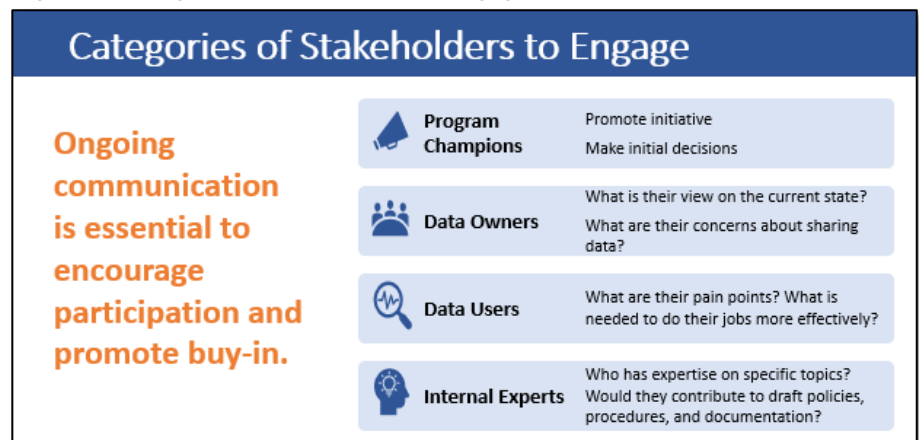 Categories of Stakeholders to Engage
Ongoing
communication
is essential to
encourage
participation and
promote buy-in.
Program
Champions
Promote initiative
Make initial decisions
Data Owners
What is their view on the current state?
What are their concerns about sharing
data?
Data Users
What are their pain points? What is
needed to do their jobs more effectively?
Internal Experts
Who has expertise on specific topics?
Would they contribute to draft policies,
procedures, and documentation?